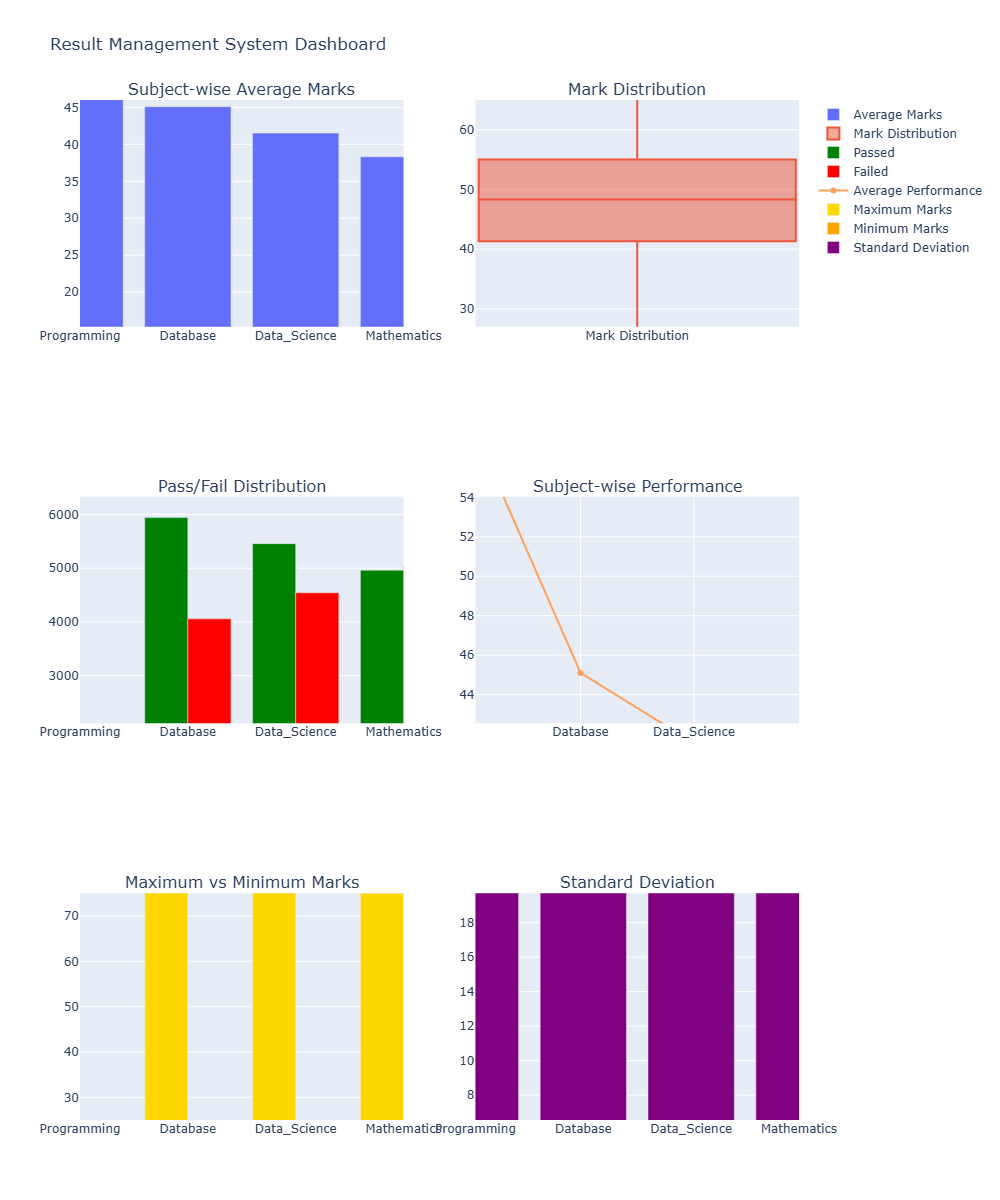 Result Management System Dashboard
Subject-wise Average Marks
45
40
35
30
25
20
Programming Database Data_Science Mathematics
Mark Distribution
60
50
40
30
Mark Distribution
Average Marks
Mark Distribution
Passed
Failed
Average Performance
Maximum Marks
Minimum Marks
Standard Deviation
Pass/Fail Distribution
6000
5000
4000
3000
Programming Database Data_Science Mathematics
Subject-wise Performance
54
52
50
48
46
44
Database Data_Science
Maximum vs Minimum Marks
70
60
50
40
30
Programming Database Data_Science Mathematics
Standard Deviation
18
16
14
12
10
8
Programming Database Data_Science Mathematics